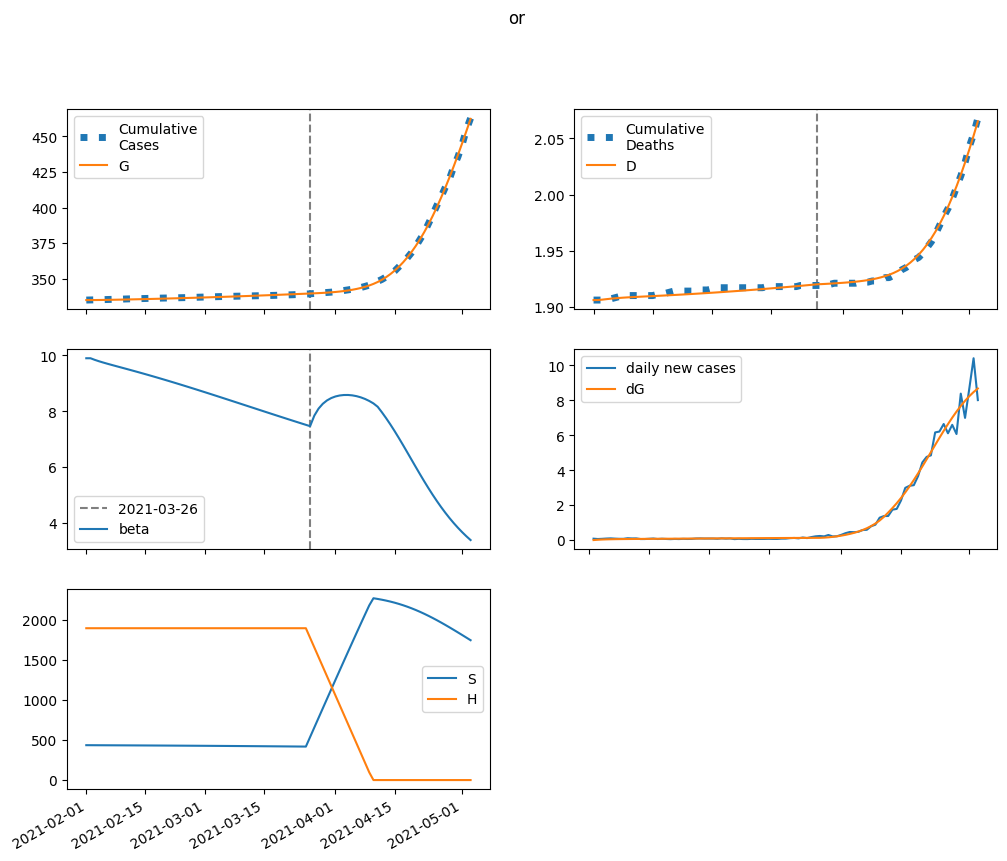 or
450
425
400
375
350
Cumulative
Cases
G
2.05
2.00
1.95
1.90
Cumulative
Deaths
D
10
8
6
4
2021-03-26
beta
10
8
6
4
2
0
daily new cases
dG
2000
1500
1000
500
0
S
H
2021-02-01
2021-02-15
2021-03-01
2021-03-15
2021-04-01
2021-04-15
2021-05-01